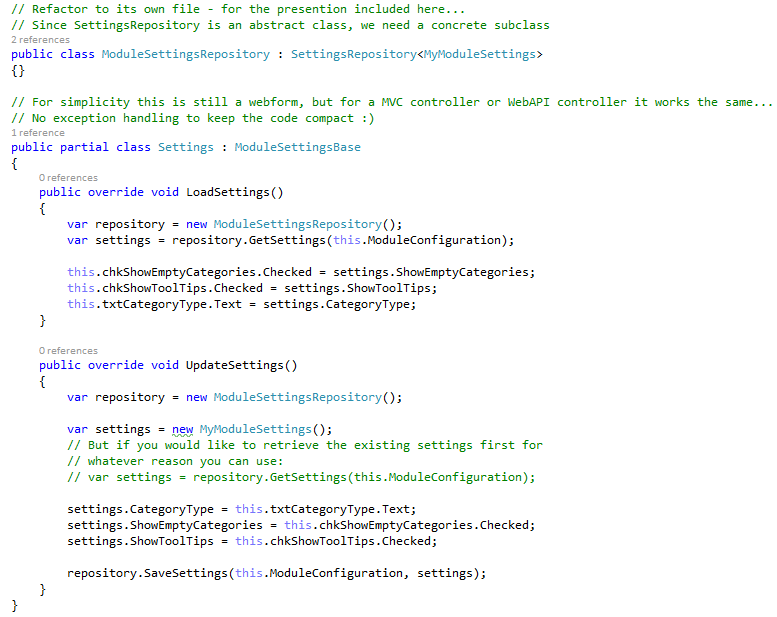 // Refactor to its own file - for the presention included here...
// Since SettingsRepository is an abstract class, we need a concrete subclass
2 references
public class ModuleSettingsRepository : SettingsRepository<MyModuleSettings>
{}
// For simplicity this is still a webform, but for a MVC controller or WebAPI controller it works the same...
// No exception handling to keep the code compact :)
1 reference
public partial class Settings : ModuleSettingsBase
{
0 references
public override void LoadSettings()
{
var repository = new ModuleSettingsRepository();
var settings = repository.GetSettings(this.ModuleConfiguration);
this.chkShowEmptyCategories.Checked = settings.ShowEmptyCategories;
this.chkShowToolTips.Checked = settings.ShowToolTips;
this.txtCategoryType.Text = settings.CategoryType;
}
0 references
public override void UpdateSettings()
{
var repository = new ModuleSettingsRepository();
var settings = new MyModuleSettings();
// But if you would like to retrieve the existing settings first for
// whatever reason you can use:
// var settings = repository.GetSettings(this.ModuleConfiguration);
settings.CategoryType = this.txtCategoryType.Text;
settings.ShowEmptyCategories = this.chkShowEmptyCategories.Checked;
settings.ShowToolTips = this.chkShowToolTips.Checked;
repository.SaveSettings(this.ModuleConfiguration, settings);
}
}